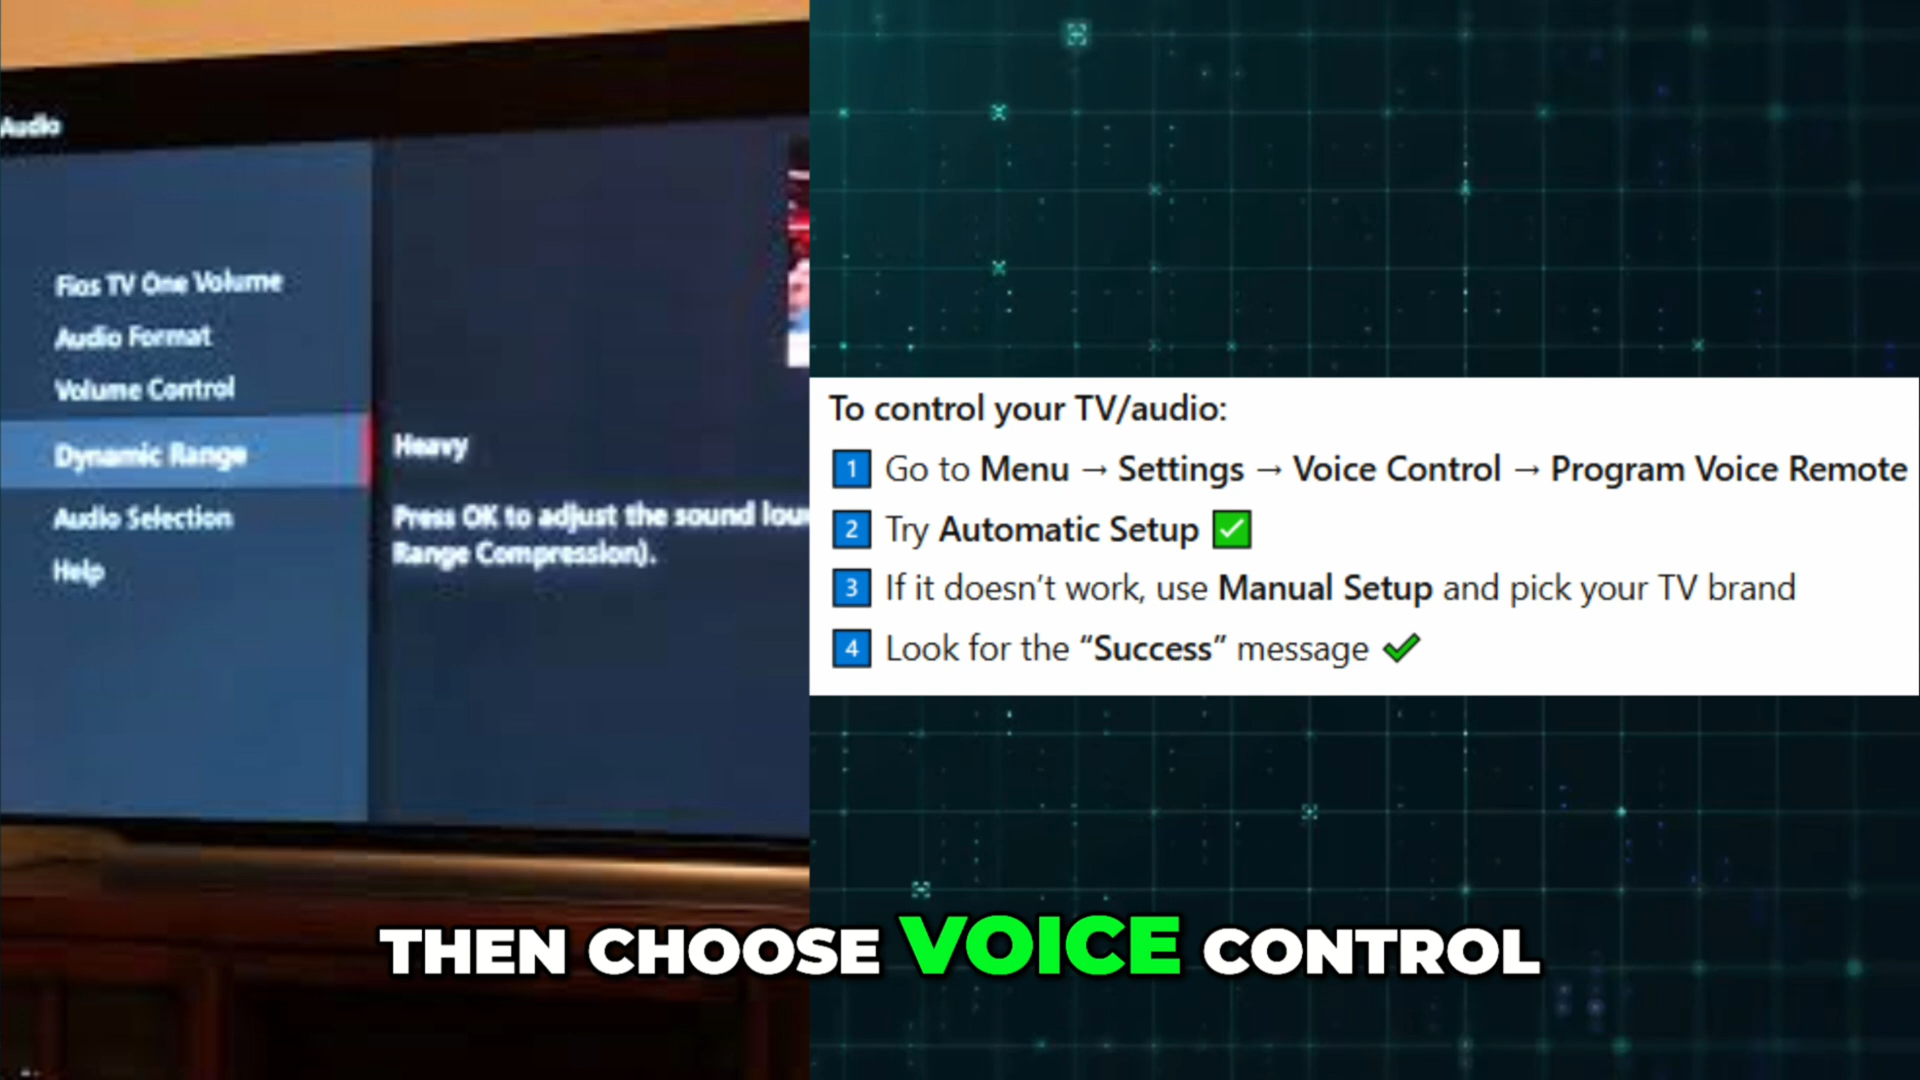 Audio
Fios TV One Volume
Audio Format
Volume Control
Dynamic Range
Audio Selection
Help
Heavy
Press OK to adjust the sound
Range Compression).
To control your TV/audio:
1 Go to Menu → Settings → Voice Control → Program Voice Remote
2 Try Automatic Setup ✅
3 If it doesn’t work, use Manual Setup and pick your TV brand
4 Look for the “Success” message ✔
THEN CHOOSE VOICE CONTROL